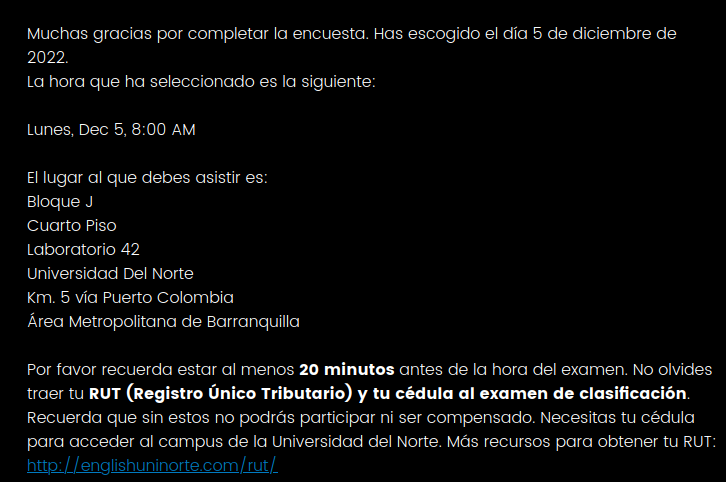 Muchas gracias por completar la encuesta. Has escogido el día 5 de diciembre de
2022.
La hora que ha seleccionado es la siguiente:
Lunes, Dec 5, 8:00 AM
El lugar al que debes asistir es:
Bloque J
Cuarto Piso
Laboratorio 42
Universidad Del Norte
Km. 5 vía Puerto Colombia
Área Metropolitana de Barranquilla
Por favor recuerda estar al menos 20 minutos antes de la hora del examen. No olvides
traer tu RUT (Registro Único Tributario) y tu cédula al examen de clasificación.
Recuerda que sin estos no podrás participar ni ser compensado. Necesitas tu cédula
para acceder al campus de la Universidad del Norte. Más recursos para obtener tu RUT:
http://englishuninorte.com/rut/